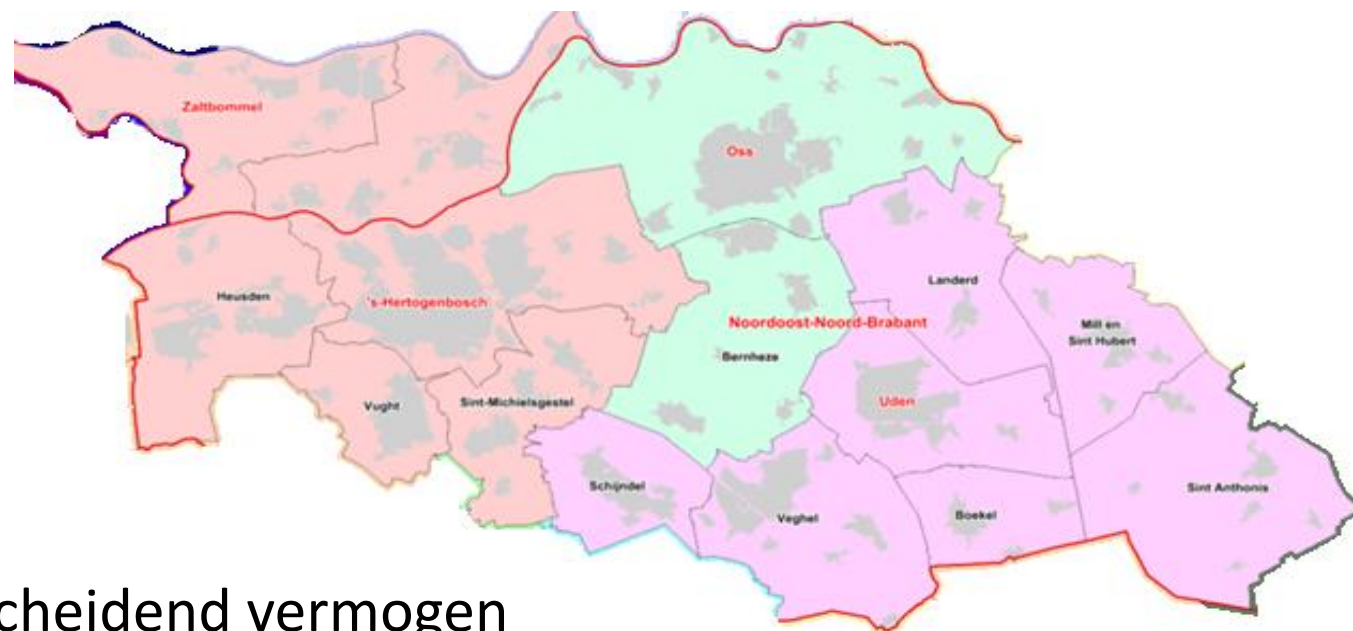 Zaltbommel
Oss
Landerd
Heusden
's-Hertogenbosch
Noordoost-Noord-Brabant
Mill en
Sint Hubert
Bernheze
Vught
Sint-Michielsgestel
Uden
Schijndel
Sint Anthonis
Veghel
Boekel
cheidend vermogen